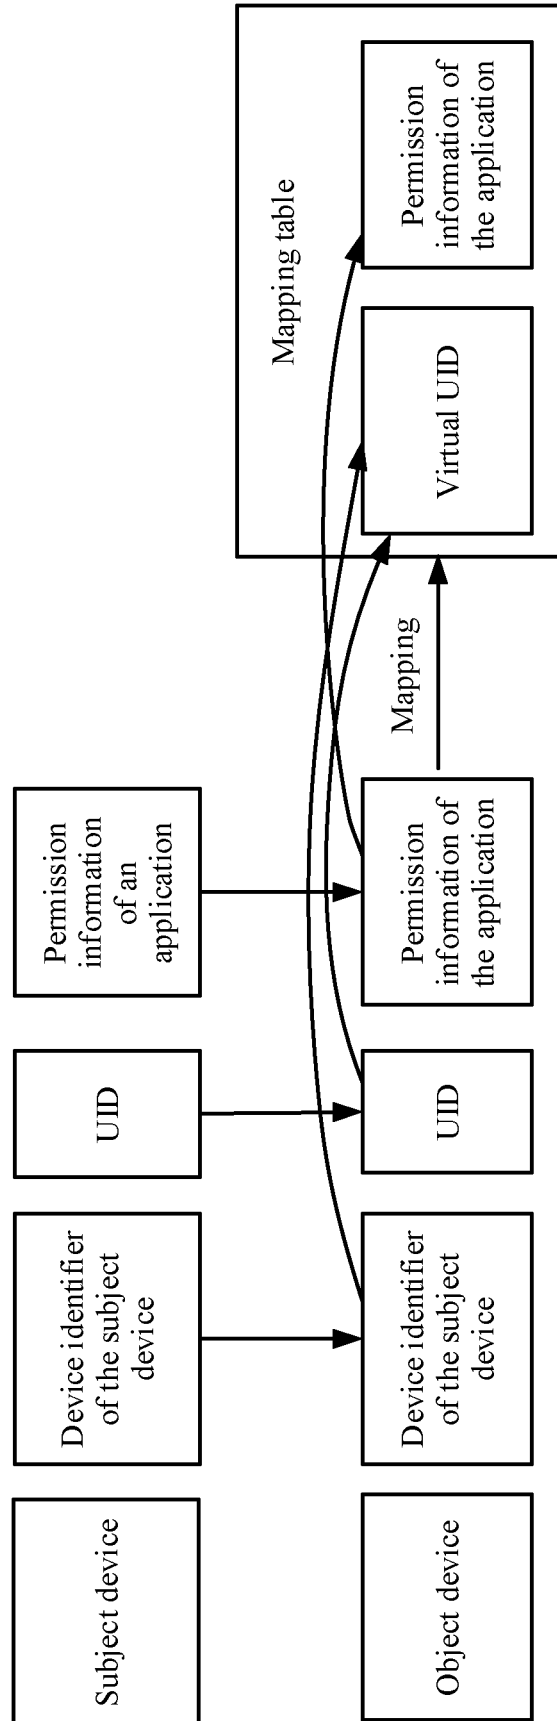 Subject device
Device identifier
of the subject
device
UID
Permission
information
of an
application
Object device
Device identifier
of the subject
device
UID
Permission
information of
the application
Mapping
Mapping table
Virtual UID
Permission
information of
the application